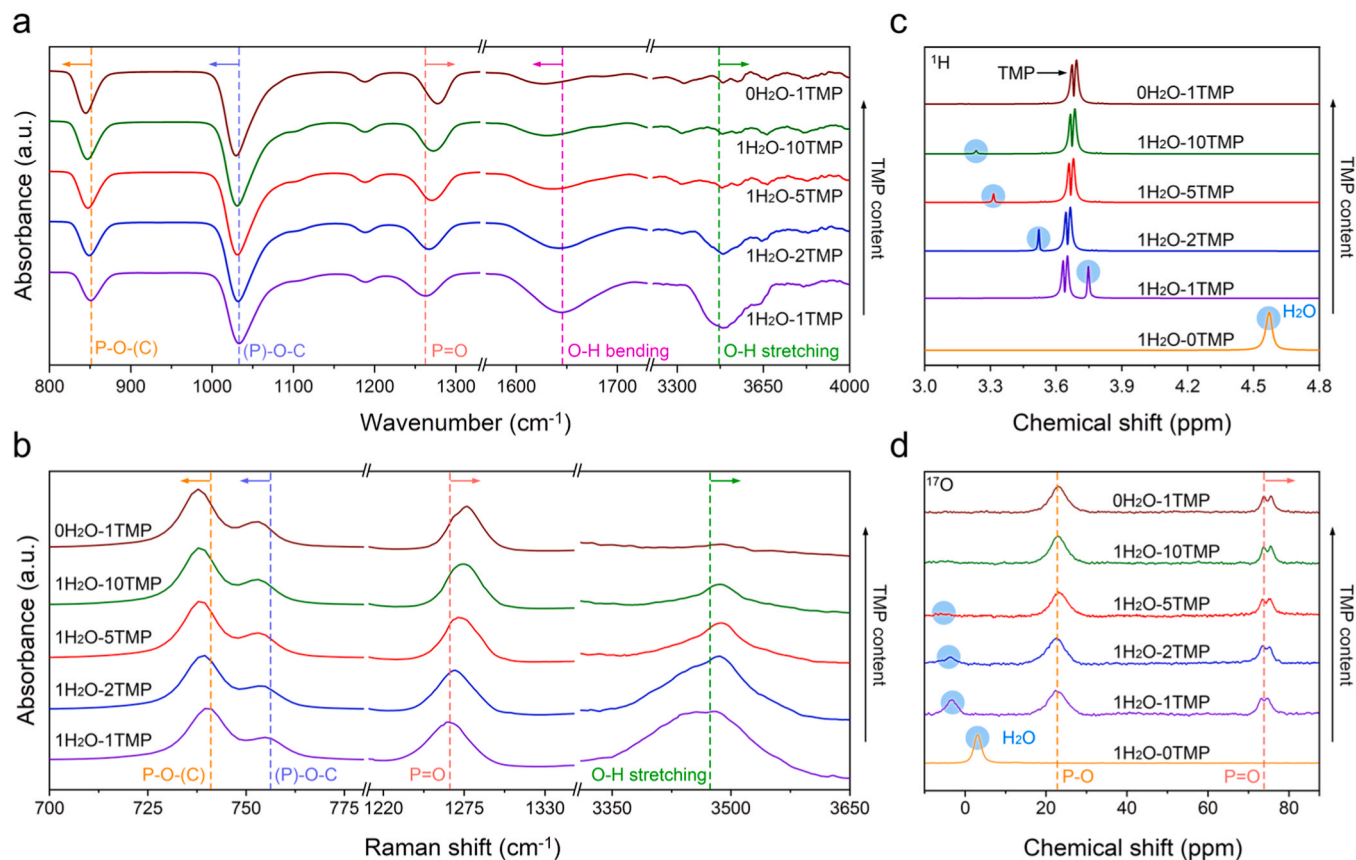 a
Absorbance (a.u.)
0H₂O-1TMP
1H₂O-10TMP
1H₂O-5TMP
1H₂O-2TMP
1H₂O-1TMP
P-O-(C)
(P)-O-C
P=O
O-H bending
O-H stretching
TMP content
800 900 1000 1100 1200 1300 1600 1700 3300 3650 4000
Wavenumber (cm⁻¹)
b
Absorbance (a.u.)
0H₂O-1TMP
1H₂O-10TMP
1H₂O-5TMP
1H₂O-2TMP
1H₂O-1TMP
P-O-(C)
(P)-O-C
P=O
O-H stretching
TMP content
700 725 750 775 1220 1275 1330 3350 3500 3650
Raman shift (cm⁻¹)
c
¹H
TMP
0H₂O-1TMP
1H₂O-10TMP
1H₂O-5TMP
1H₂O-2TMP
1H₂O-1TMP
H₂O
1H₂O-0TMP
TMP content
3.0 3.3 3.6 3.9 4.2 4.5 4.8
Chemical shift (ppm)
d
¹⁷O
0H₂O-1TMP
1H₂O-10TMP
1H₂O-5TMP
1H₂O-2TMP
1H₂O-1TMP
H₂O
1H₂O-0TMP
P-O
P=O
TMP content
0 20 40 60 80
Chemical shift (ppm)